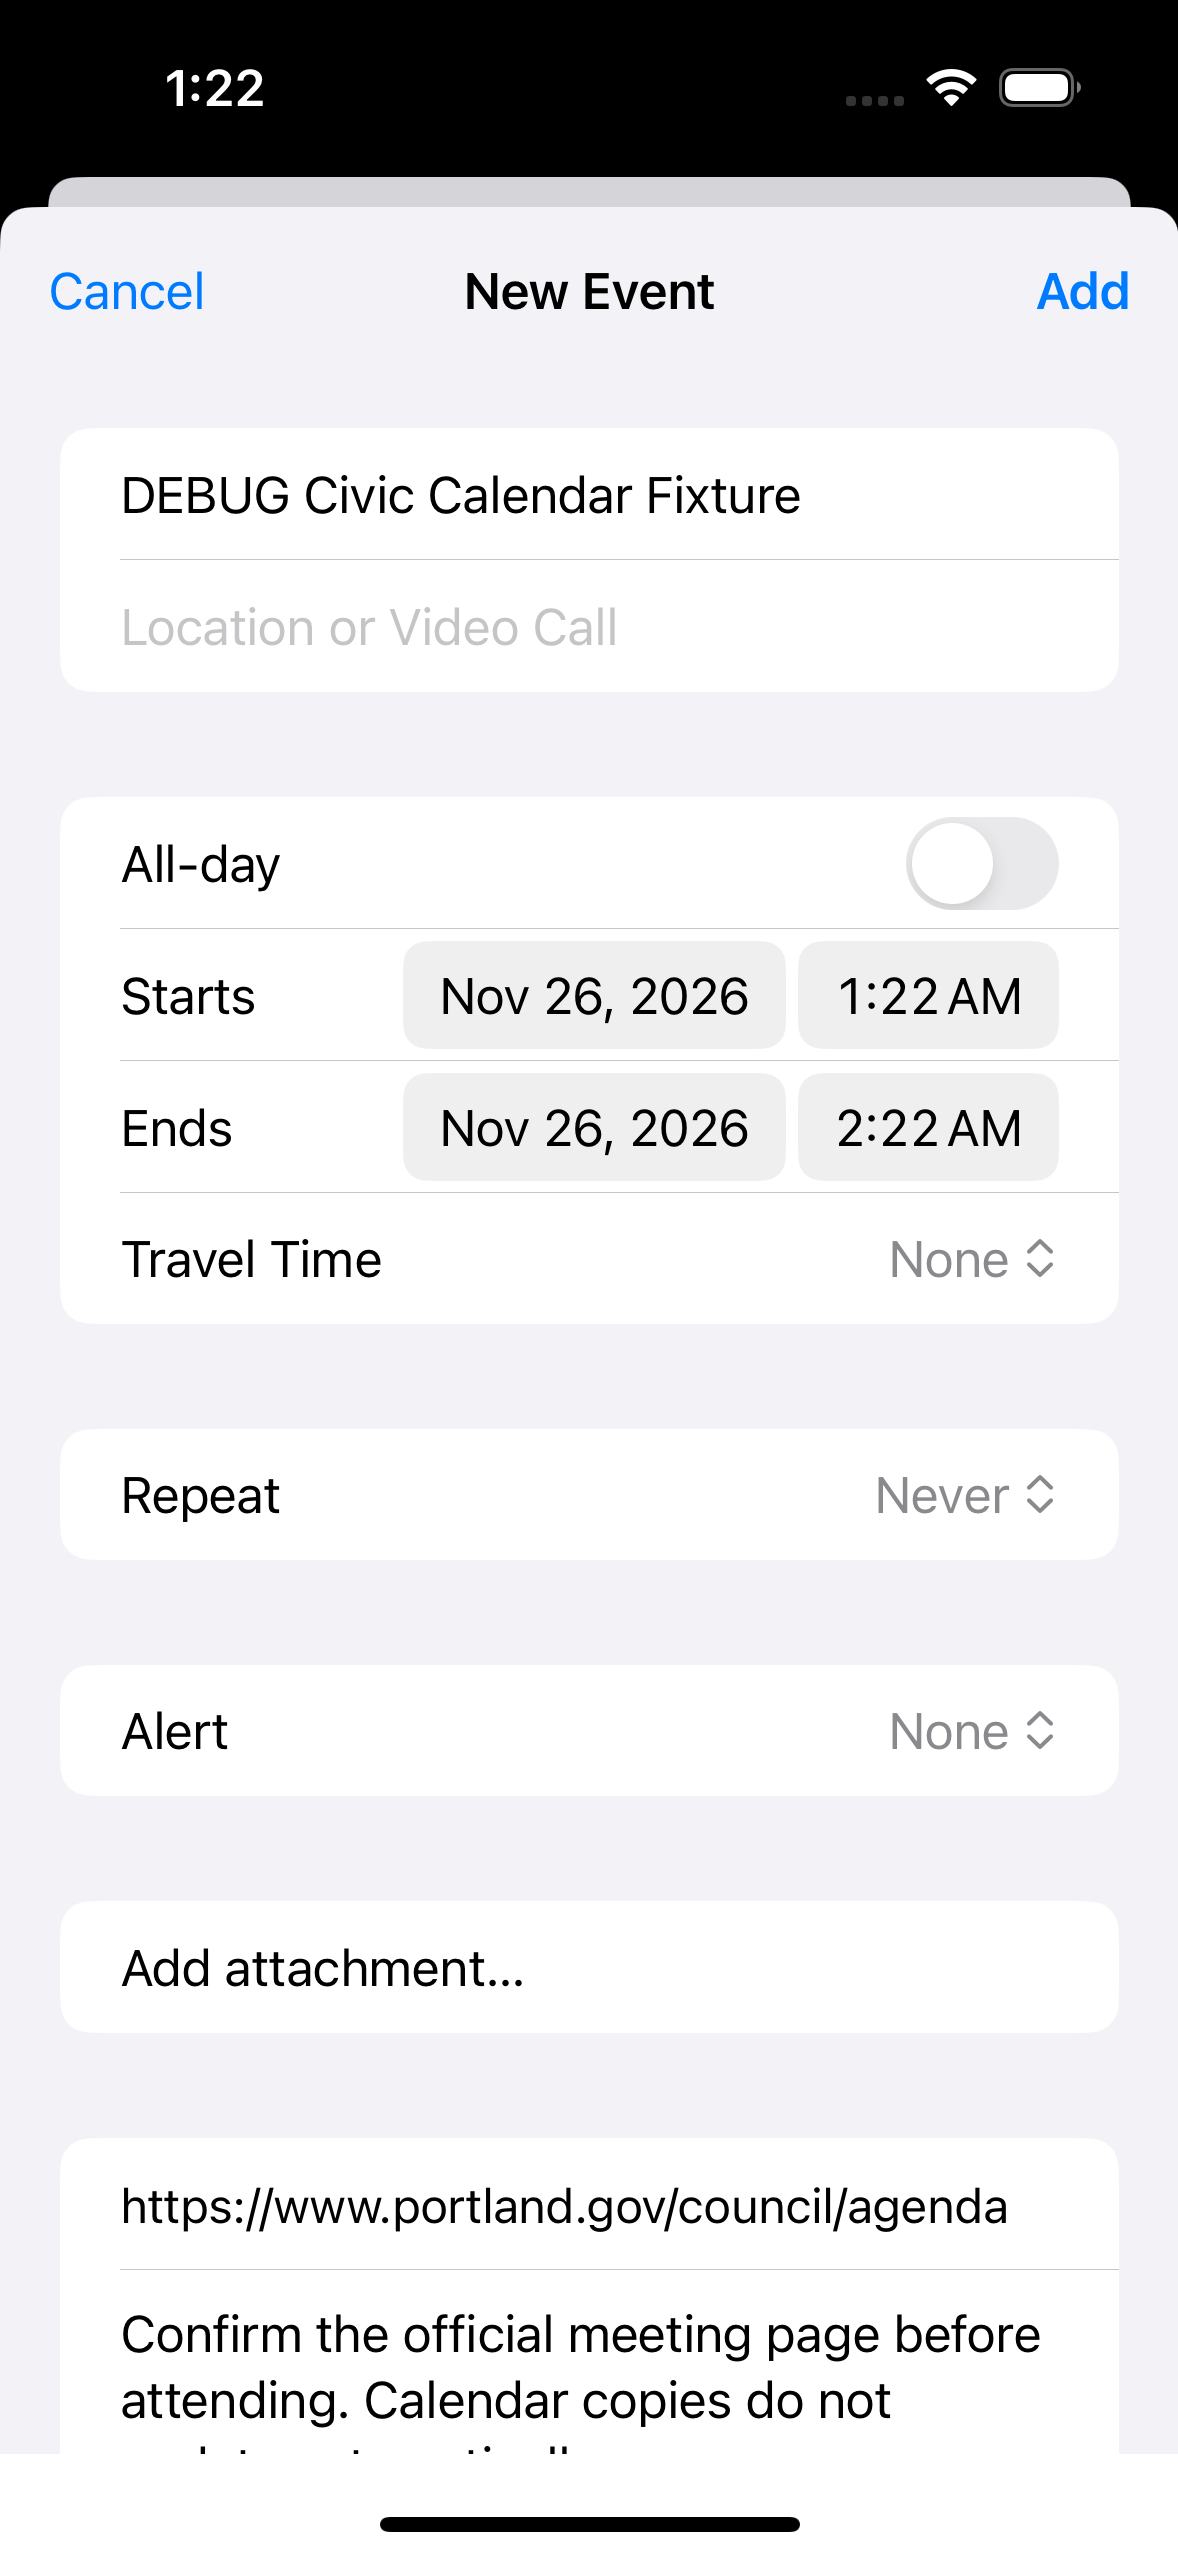 1:22
Cancel
New Event
Add
DEBUG Civic Calendar Fixture
Location or Video Call
All-day
Starts
Nov 26, 2026
1:22 AM
Ends
Nov 26, 2026
2:22 AM
Travel Time
None
Repeat
Never
Alert
None
Add attachment...
https://www.portland.gov/council/agenda
Confirm the official meeting page before
attending. Calendar copies do not